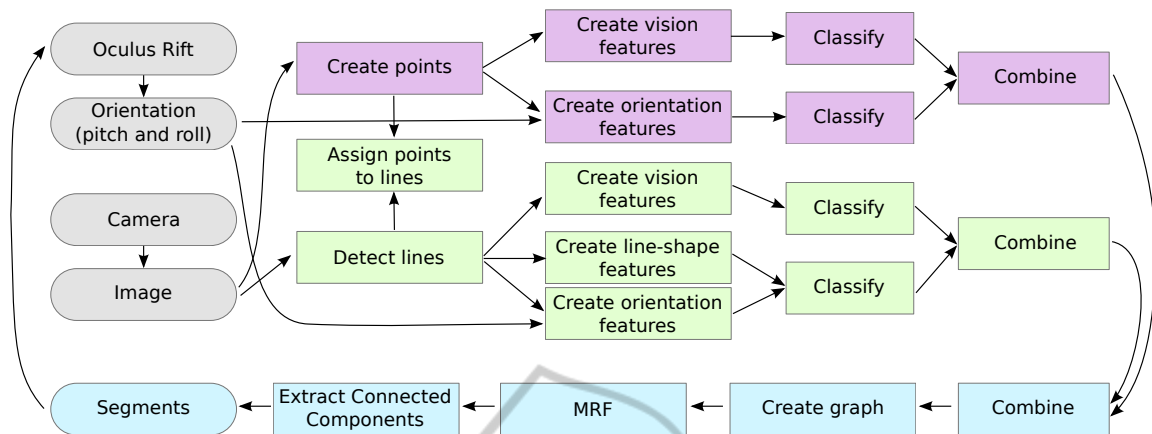 Oculus Rift
Orientation
(pitch and roll)
Camera
Image
Create points
Assign points
to lines
Detect lines
Create vision
features
Create orientation
features
Create vision
features
Create line-shape
features
Create orientation
features
Classify
Classify
Classify
Classify
Combine
Combine
Segments
Extract Connected
Components
MRF
Create graph
Combine